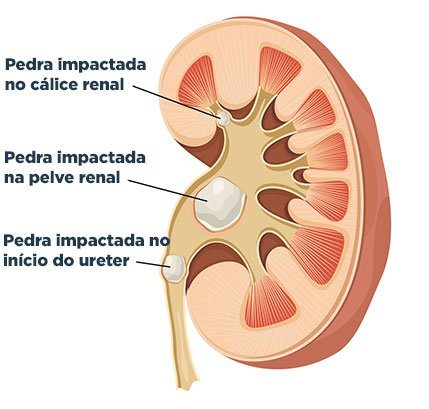 Pedra impactada
no cálice renal
Pedra impactada
na pelve renal
Pedra impactada no
início do ureter